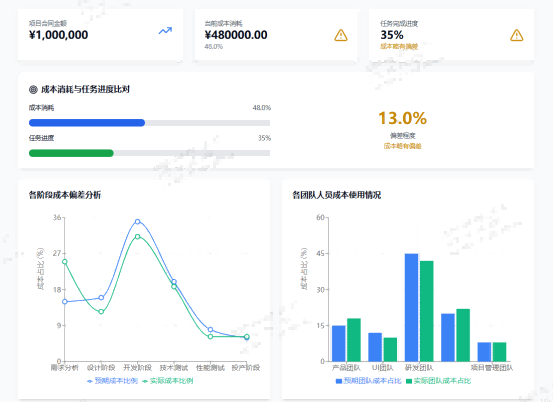 项目合同金额
¥1,000,000
当前成本消耗
¥480000.00
48.0%
任务完成进度
35%
成本略有偏差
成本消耗与任务进度比对
成本消耗
48.0%
任务进度
35%
13.0%
偏差程度
成本略有偏差
各阶段成本偏差分析
36
27
18
9
0
成本占比 (%)
需求分析
设计阶段
开发阶段
技术测试
性能测试
投产阶段
预期成本比例
实际成本比例
各团队人员成本使用情况
60
45
30
15
0
成本占比 (%)
产品团队
UI团队
研发团队
项目管理团队
预期团队成本占比
实际团队成本占比